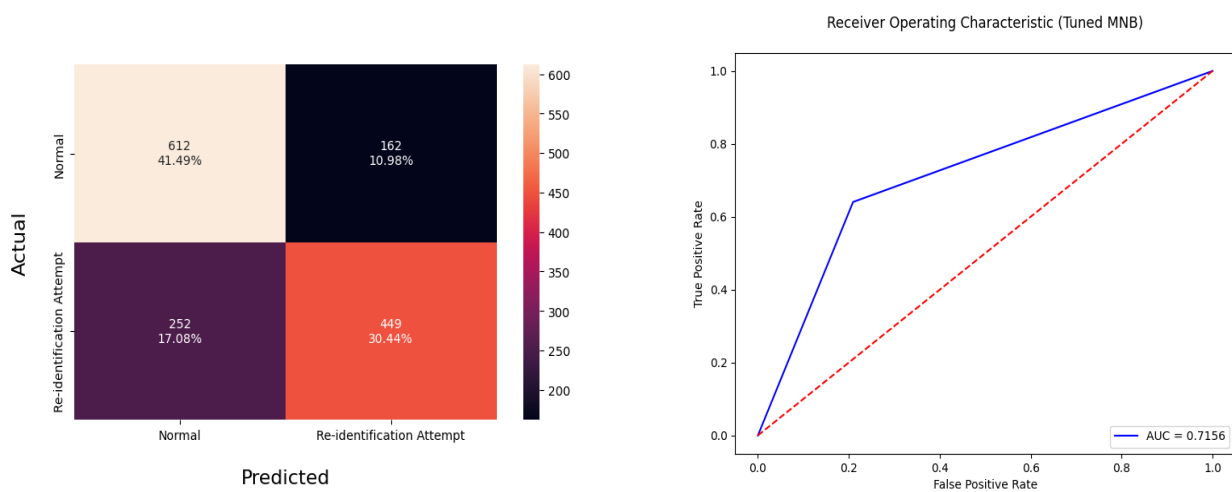 Actual
Normal
Re-identification Attempt
612
41.49%
162
10.98%
252
17.08%
449
30.44%
Normal
Re-identification Attempt
Predicted
600
550
500
450
400
350
300
250
200
Receiver Operating Characteristic (Tuned MNB)
True Positive Rate
1.0
0.8
0.6
0.4
0.2
0.0
0.0
0.2
0.4
0.6
0.8
1.0
False Positive Rate
AUC = 0.7156